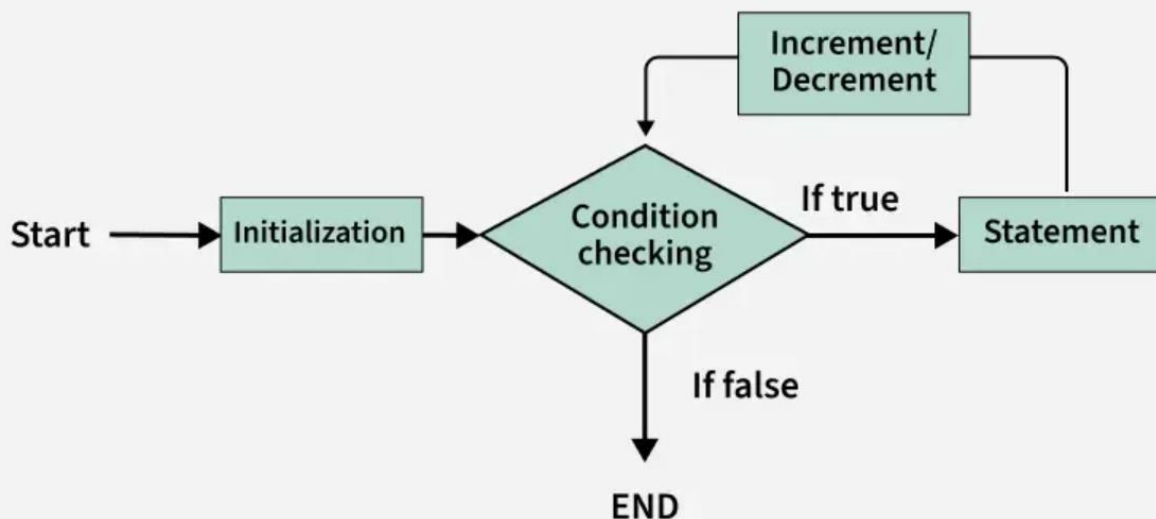 Increment/
Decrement
Start
Initialization
Condition
checking
If true
Statement
If false
END